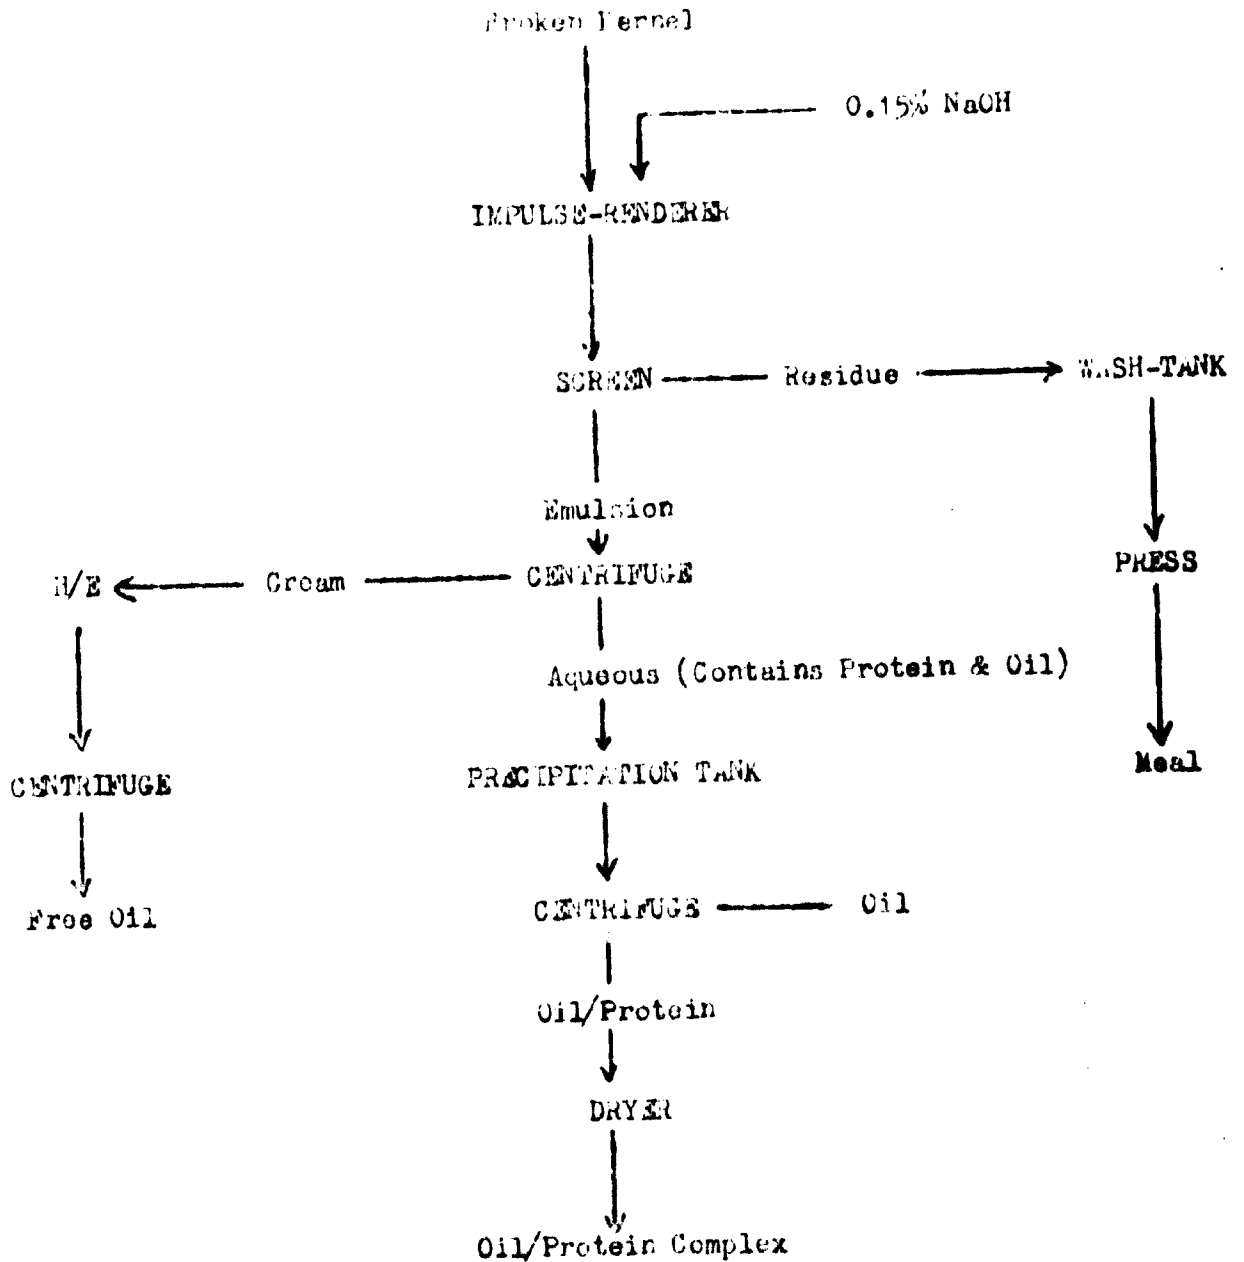 Broken Kernel
0.15% NaOH
IMPULSE-RENDERER
SCREEN
Residue
WASH-TANK
Emulsion
H/E
Cream
CENTRIFUGE
PRESS
Aqueous (Contains Protein & Oil)
CENTRIFUGE
PRECIPITATION TANK
Meal
Free Oil
CENTRIFUGE
Oil
Oil/Protein
DRYER
Oil/Protein Complex